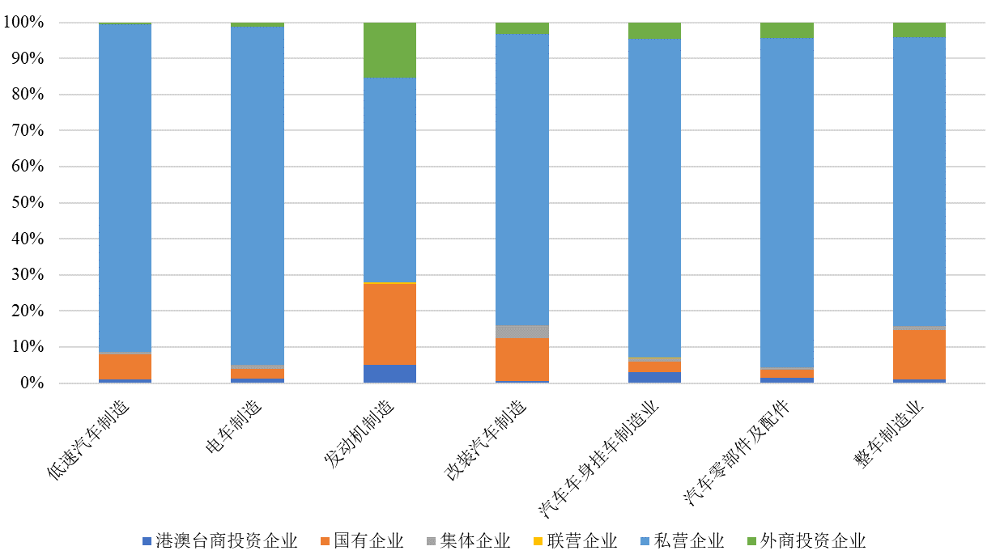 100%
90%
80%
70%
60%
50%
40%
30%
20%
10%
0%
低速汽车制造
电车制造
发动机制造
改装汽车制造
汽车车身挂车制造业
汽车零部件及配件
整车制造业
港澳台商投资企业 国有企业 集体企业 联营企业 私营企业 外商投资企业